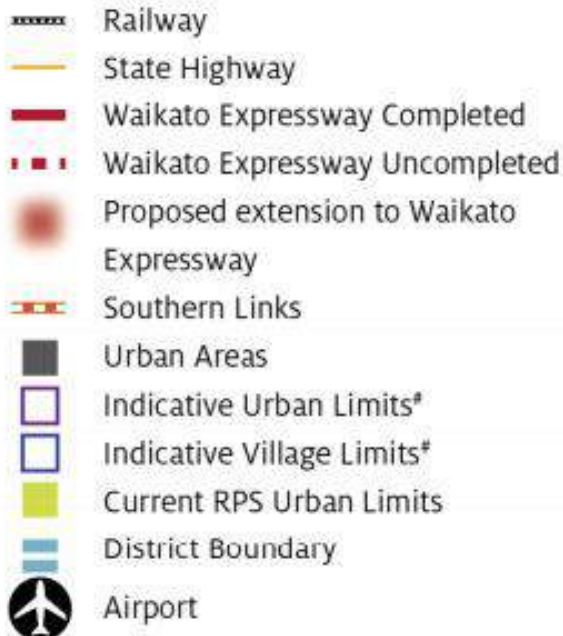 Railway
State Highway
Waikato Expressway Completed
Waikato Expressway Uncompleted
Proposed extension to Waikato
Expressway
Southern Links
Urban Areas
Indicative Urban Limits#
Indicative Village Limits#
Current RPS Urban Limits
District Boundary
Airport